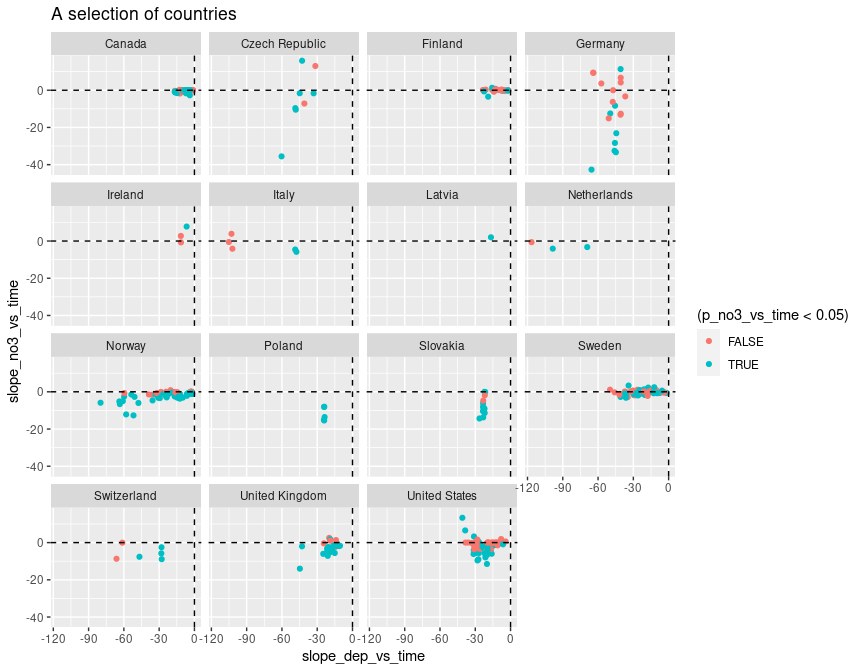 A selection of countries
Canada Czech Republic Finland Germany
0
-20
-40
Ireland Italy Latvia Netherlands
0
-20
-40
Norway Poland Slovakia Sweden
0
-20
-40
-120 -90 -60 -30 0
Switzerland United Kingdom United States
0
-20
-40
-120 -90 -60 -30 0 -120 -90 -60 -30 0 -120 -90 -60 -30 0
slope_dep_vs_time
slope_no3_vs_time
(p_no3_vs_time < 0.05)
FALSE
TRUE